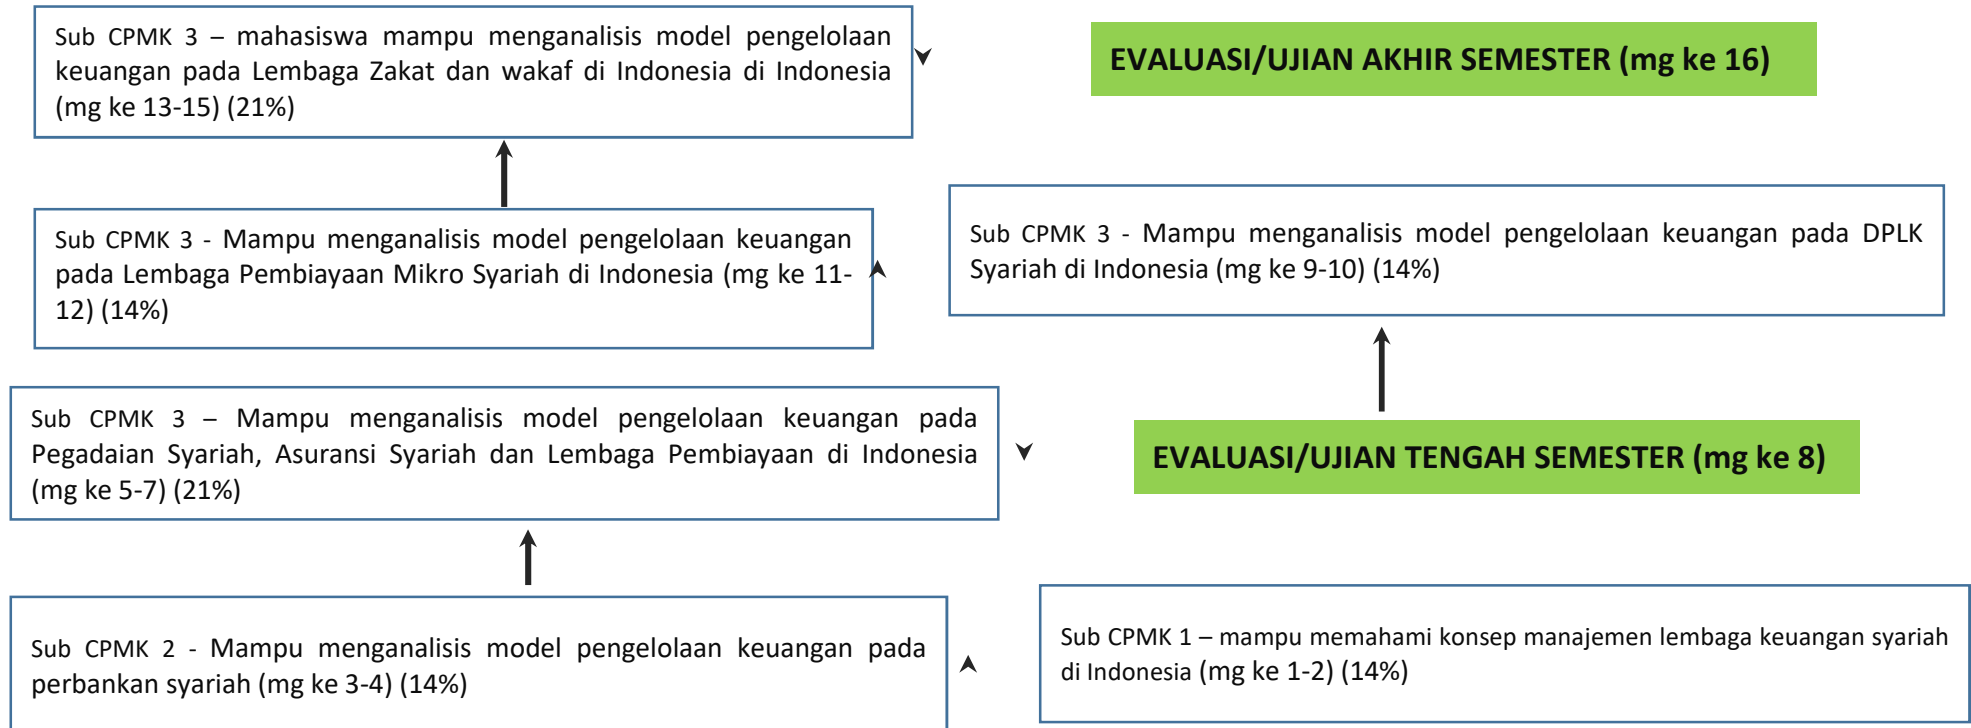 Sub CPMK 3 – mahasiswa mampu menganalisis model pengelolaan
keuangan pada Lembaga Zakat dan wakaf di Indonesia di Indonesia
(mg ke 13-15) (21%)
EVALUASI/UJIAN AKHIR SEMESTER (mg ke 16)
Sub CPMK 3 - Mampu menganalisis model pengelolaan keuangan
pada Lembaga Pembiayaan Mikro Syariah di Indonesia (mg ke 11-
12) (14%)
Sub CPMK 3 - Mampu menganalisis model pengelolaan keuangan pada DPLK
Syariah di Indonesia (mg ke 9-10) (14%)
Sub CPMK 3 – Mampu menganalisis model pengelolaan keuangan pada
Pegadaian Syariah, Asuransi Syariah dan Lembaga Pembiayaan di Indonesia
(mg ke 5-7) (21%)
EVALUASI/UJIAN TENGAH SEMESTER (mg ke 8)
Sub CPMK 2 - Mampu menganalisis model pengelolaan keuangan pada
perbankan syariah (mg ke 3-4) (14%)
Sub CPMK 1 – mampu memahami konsep manajemen lembaga keuangan syariah
di Indonesia (mg ke 1-2) (14%)